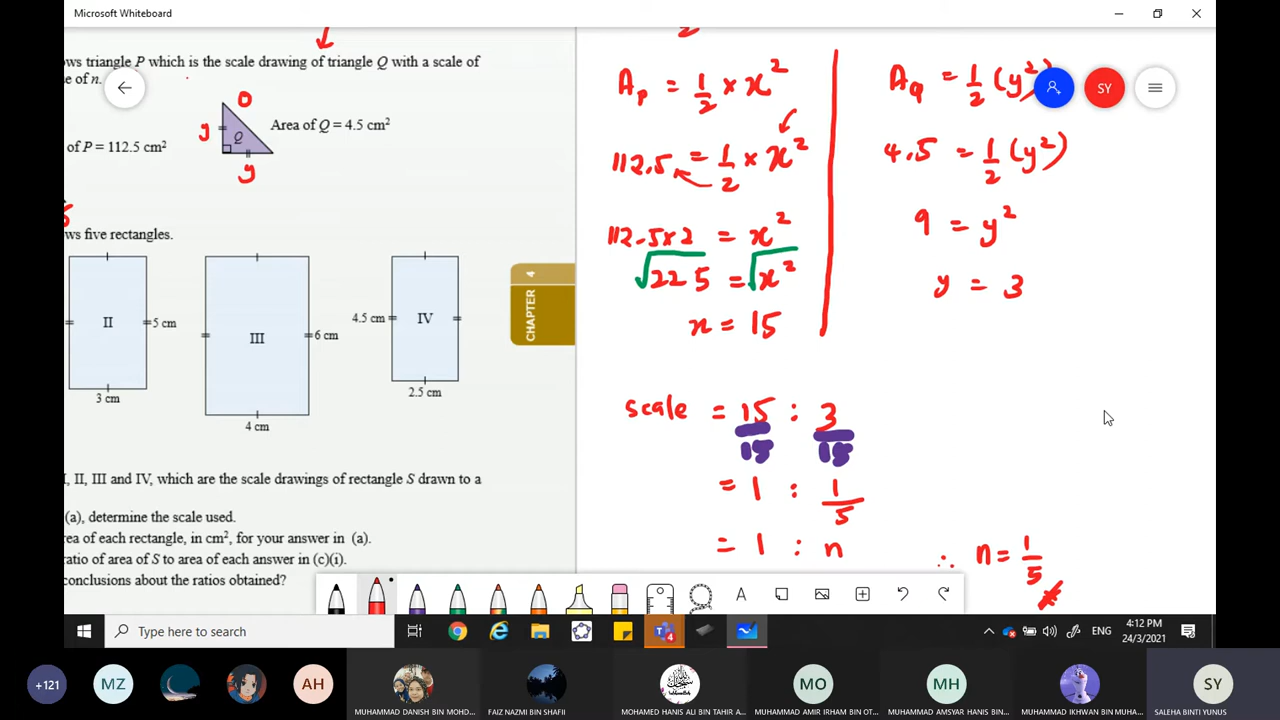 Microsoft Whiteboard
ows triangle P which is the scale drawing of triangle Q with a scale of
e of n.
O
y
Q
Area of Q = 4.5 cm²
of P = 112.5 cm²
y
ws five rectangles.
II
5 cm
3 cm
III
6 cm
4 cm
4.5 cm
IV
2.5 cm
CHAPTER 4
I, II, III and IV, which are the scale drawings of rectangle S drawn to a
(a), determine the scale used.
rea of each rectangle, in cm², for your answer in (a).
ratio of area of S to area of each answer in (c)(i).
conclusions about the ratios obtained?
Ap = 1/2 × x²
112.5 = 1/2 × x²
112.5×2 = x²
√225 = √x²
x = 15
AQ = 1/2 (y²)
4.5 = 1/2 (y²)
9 = y²
y = 3
scale = 15 : 3
15 15
= 1 : 1/5
= 1 : n
∴ n = 1/5
SY
Type here to search
4
ENG
4:12 PM
24/3/2021
+121
MZ
AH
MUHAMMAD DANISH BIN MOHD...
FAIZ NAZMI BIN SHAFII
MOHAMED HANIS ALI BIN TAHIR A...
MO
MUHAMMAD AMIR IRHAM BIN OT...
MH
MUHAMMAD AMSYAR HANIS BIN ...
MUHAMMAD IKHWAN BIN MUHA...
SY
SALEHA BINTI YUNUS